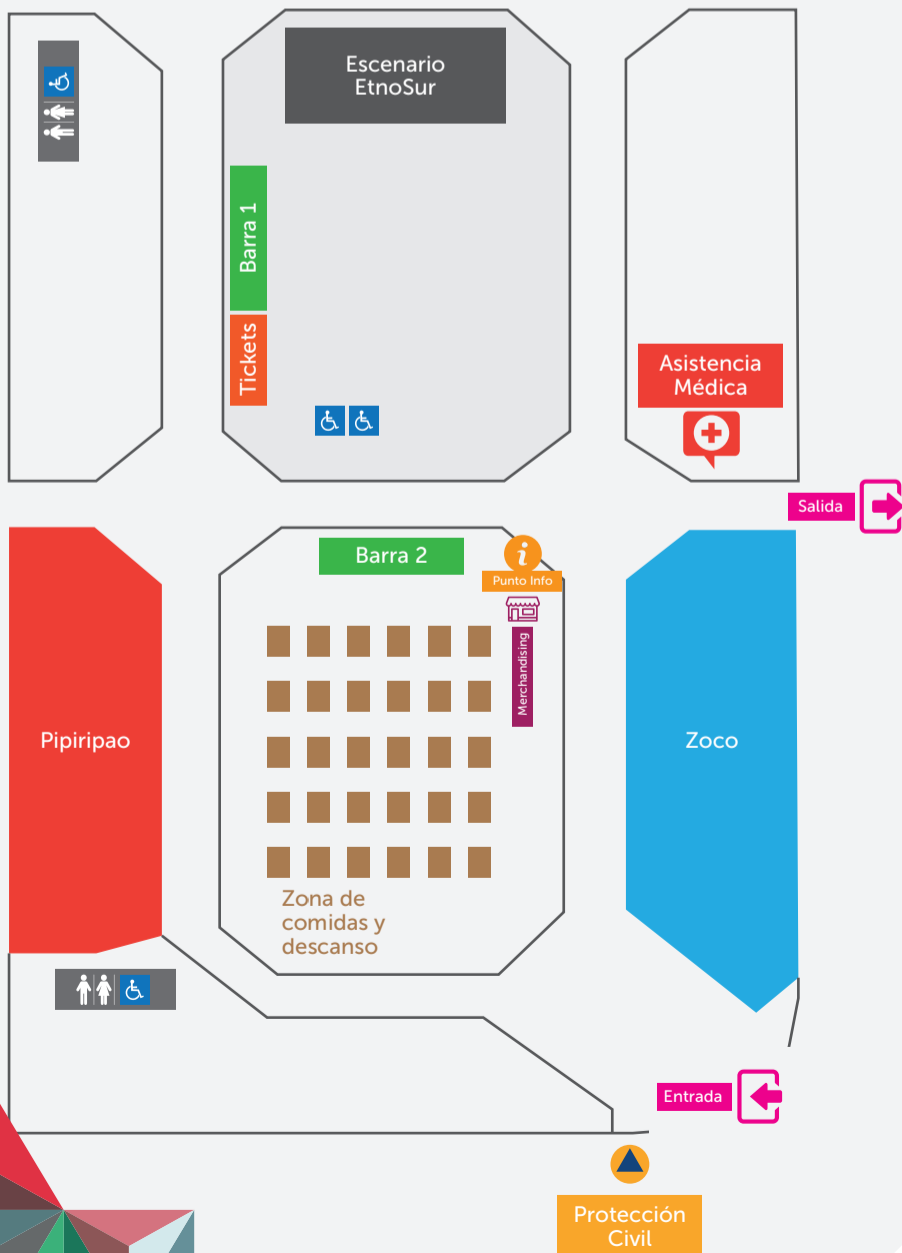 Escenario
EtnoSur
Barra 1
Tickets
Asistencia
Médica
Salida
Barra 2
i
Punto Info
Merchandising
Pipiripao
Zoco
Zona de
comidas y
descanso
Entrada
Protección
Civil